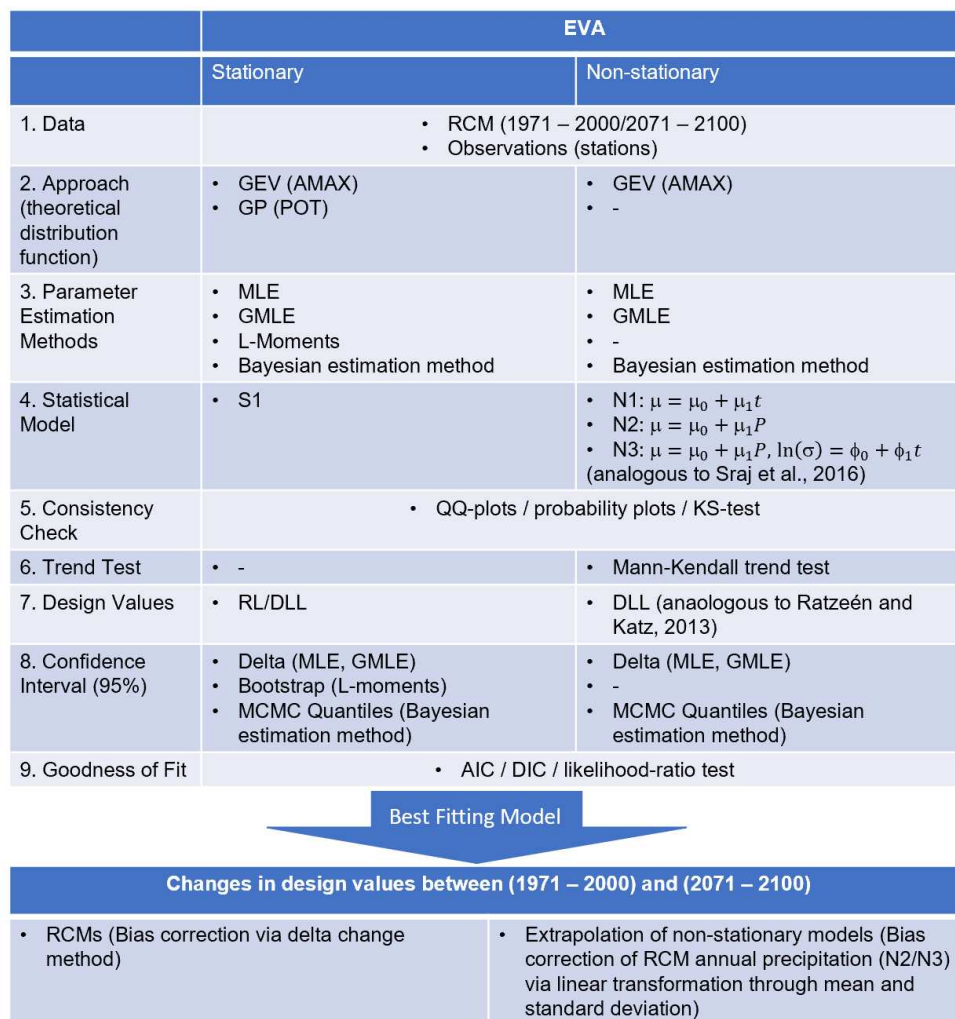 EVA
Stationary
Non-stationary
1. Data
• RCM (1971 – 2000/2071 – 2100)
• Observations (stations)
2. Approach
(theoretical
distribution
function)
• GEV (AMAX)
• GP (POT)
• GEV (AMAX)
• -
3. Parameter
Estimation
Methods
• MLE
• GMLE
• L-Moments
• Bayesian estimation method
• MLE
• GMLE
• -
• Bayesian estimation method
4. Statistical
Model
• S1
• N1: μ = μ₀ + μ₁t
• N2: μ = μ₀ + μ₁P
• N3: μ = μ₀ + μ₁P, ln(σ) = ϕ₀ + ϕ₁t
(analogous to Sraj et al., 2016)
5. Consistency
Check
• QQ-plots / probability plots / KS-test
6. Trend Test
• -
• Mann-Kendall trend test
7. Design Values
• RL/DLL
• DLL (anaologous to Ratzeén and
Katz, 2013)
8. Confidence
Interval (95%)
• Delta (MLE, GMLE)
• Bootstrap (L-moments)
• MCMC Quantiles (Bayesian
estimation method)
• Delta (MLE, GMLE)
• -
• MCMC Quantiles (Bayesian
estimation method)
9. Goodness of Fit
• AIC / DIC / likelihood-ratio test
Best Fitting Model
Changes in design values between (1971 – 2000) and (2071 – 2100)
• RCMs (Bias correction via delta change
method)
• Extrapolation of non-stationary models (Bias
correction of RCM annual precipitation (N2/N3)
via linear transformation through mean and
standard deviation)